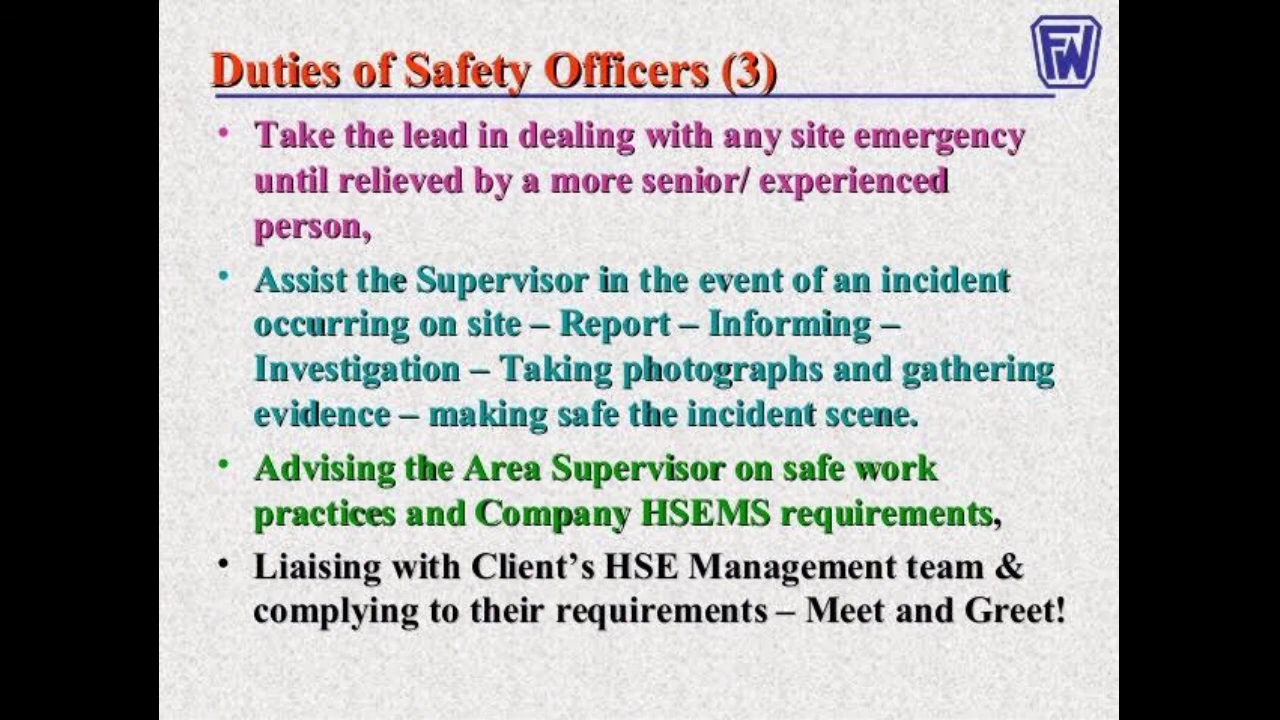 Duties of Safety Officers (3)
FW
• Take the lead in dealing with any site emergency
until relieved by a more senior/ experienced
person,
• Assist the Supervisor in the event of an incident
occurring on site – Report – Informing –
Investigation – Taking photographs and gathering
evidence – making safe the incident scene.
• Advising the Area Supervisor on safe work
practices and Company HSEMS requirements,
• Liaising with Client’s HSE Management team &
complying to their requirements – Meet and Greet!